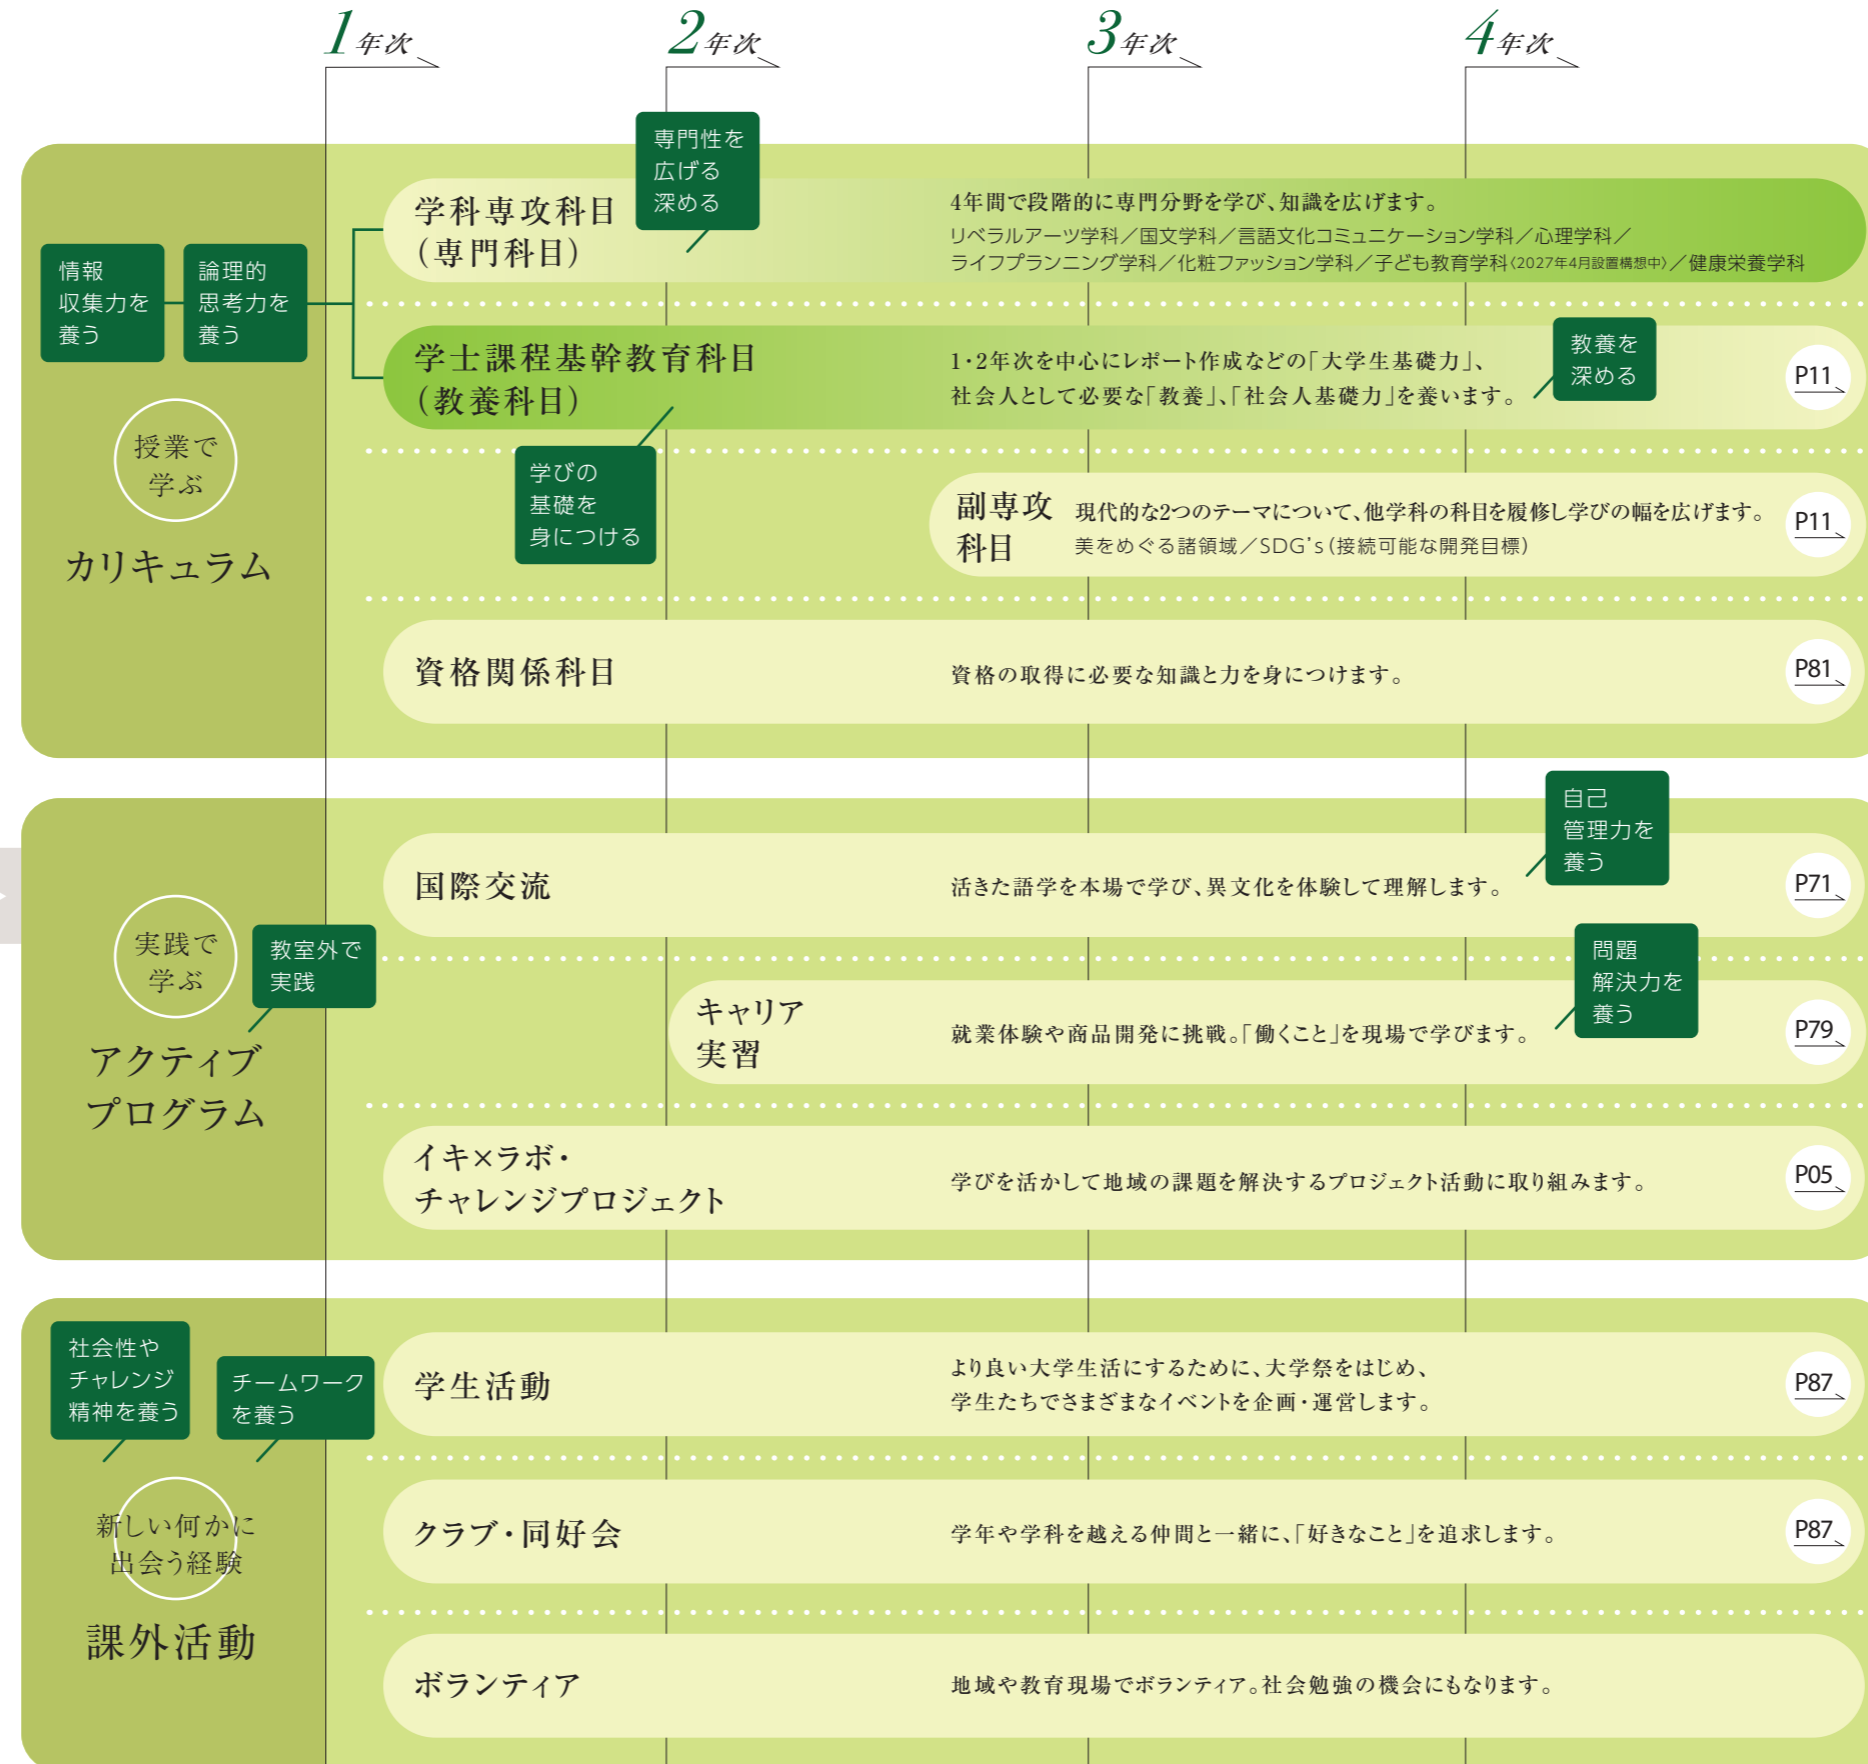 1年次
2年次
3年次
4年次
情報
収集力を
養う
論理的
思考力を
養う
授業で
学ぶ
カリキュラム
専門性を
広げる
深める
学科専攻科目
(専門科目)
4年間で段階的に専門分野を学び、知識を広げます。
リベラルアーツ学科／国文学科／言語文化コミュニケーション学科／心理学科／
ライフプランニング学科／化粧ファッション学科／子ども教育学科〈2027年4月設置構想中〉／健康栄養学科
学士課程基幹教育科目
(教養科目)
1・2年次を中心にレポート作成などの「大学生基礎力」、
社会人として必要な「教養」、「社会人基礎力」を養います。
教養を
深める
P11
学びの
基礎を
身につける
副専攻
科目
現代的な2つのテーマについて、他学科の科目を履修し学びの幅を広げます。
美をめぐる諸領域／SDG's(接続可能な開発目標)
P11
資格関係科目
資格の取得に必要な知識と力を身につけます。
P81
実践で
学ぶ
アクティブ
プログラム
教室外で
実践
国際交流
活きた語学を本場で学び、異文化を体験して理解します。
自己
管理力を
養う
P71
キャリア
実習
就業体験や商品開発に挑戦。「働くこと」を現場で学びます。
問題
解決力を
養う
P79
イキ×ラボ・
チャレンジプロジェクト
学びを活かして地域の課題を解決するプロジェクト活動に取り組みます。
P05
社会性や
チャレンジ
精神を養う
チームワーク
を養う
新しい何かに
出会う経験
課外活動
学生活動
より良い大学生活にするために、大学祭をはじめ、
学生たちでさまざまなイベントを企画・運営します。
P87
クラブ・同好会
学年や学科を越える仲間と一緒に、「好きなこと」を追求します。
P87
ボランティア
地域や教育現場でボランティア。社会勉強の機会にもなります。